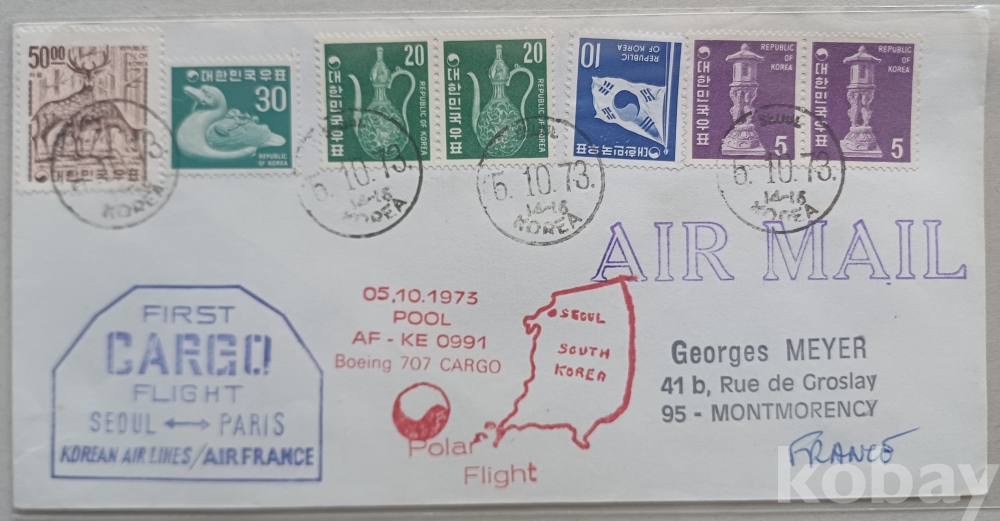 50.00
대한민국우표
대한민국우표
30
REPUBLIC
OF KOREA
20
대한민국우표
REPUBLIC OF KOREA
20
대한민국우표
REPUBLIC OF KOREA
10
REPUBLIC
OF KOREA
대한민국우표
REPUBLIC
OF KOREA
대한민국우표
5
REPUBLIC
OF KOREA
대한민국우표
5
KOREA
5.10.73.
14-15
KOREA
5.10.73.
14-15
KOREA
SEOUL
5.10.73.
14-15
KOREA
AIR MAIL
FIRST
CARGO
FLIGHT
SEOUL ↔ PARIS
KOREAN AIR LINES/AIR FRANCE
05.10.1973
POOL
AF - KE 0991
Boeing 707 CARGO
Polar
Flight
SEOUL
SOUTH
KOREA
Georges MEYER
41 b, Rue de Groslay
95 - MONTMORENCY
FRANCE
kobay